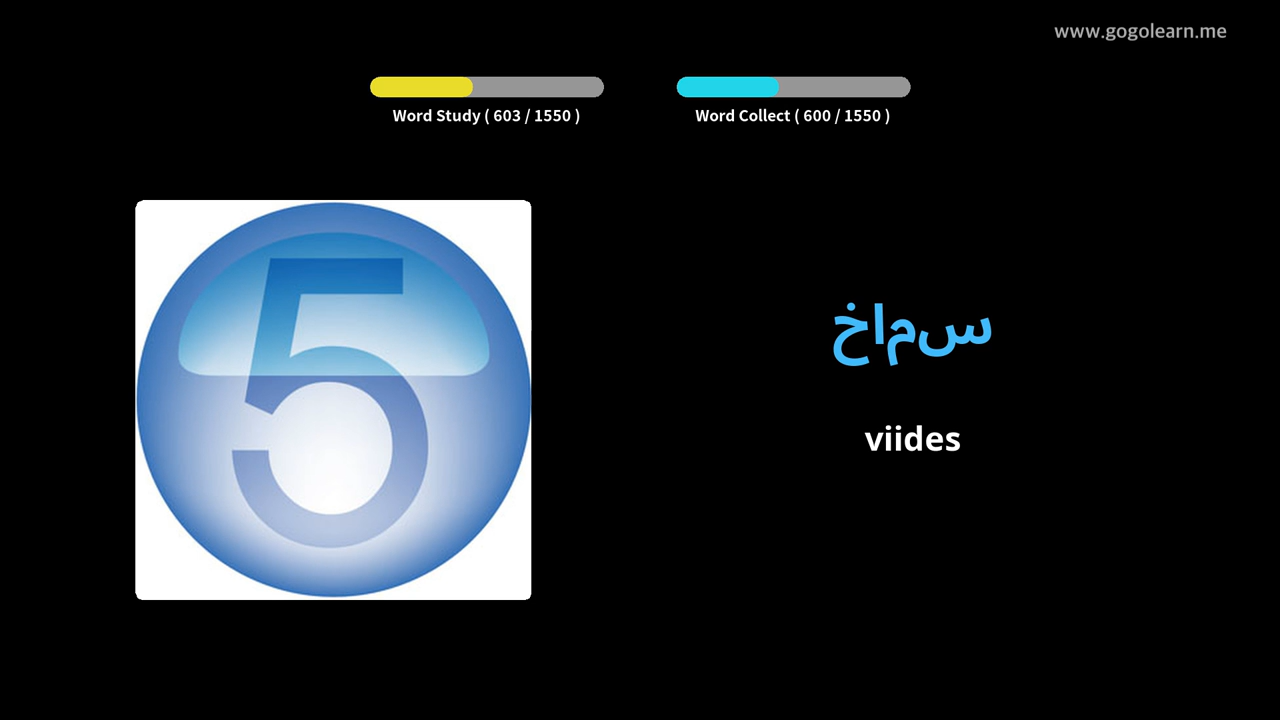 www.gogolearn.me
Word Study ( 603 / 1550 )
Word Collect ( 600 / 1550 )
5
خامس
viides